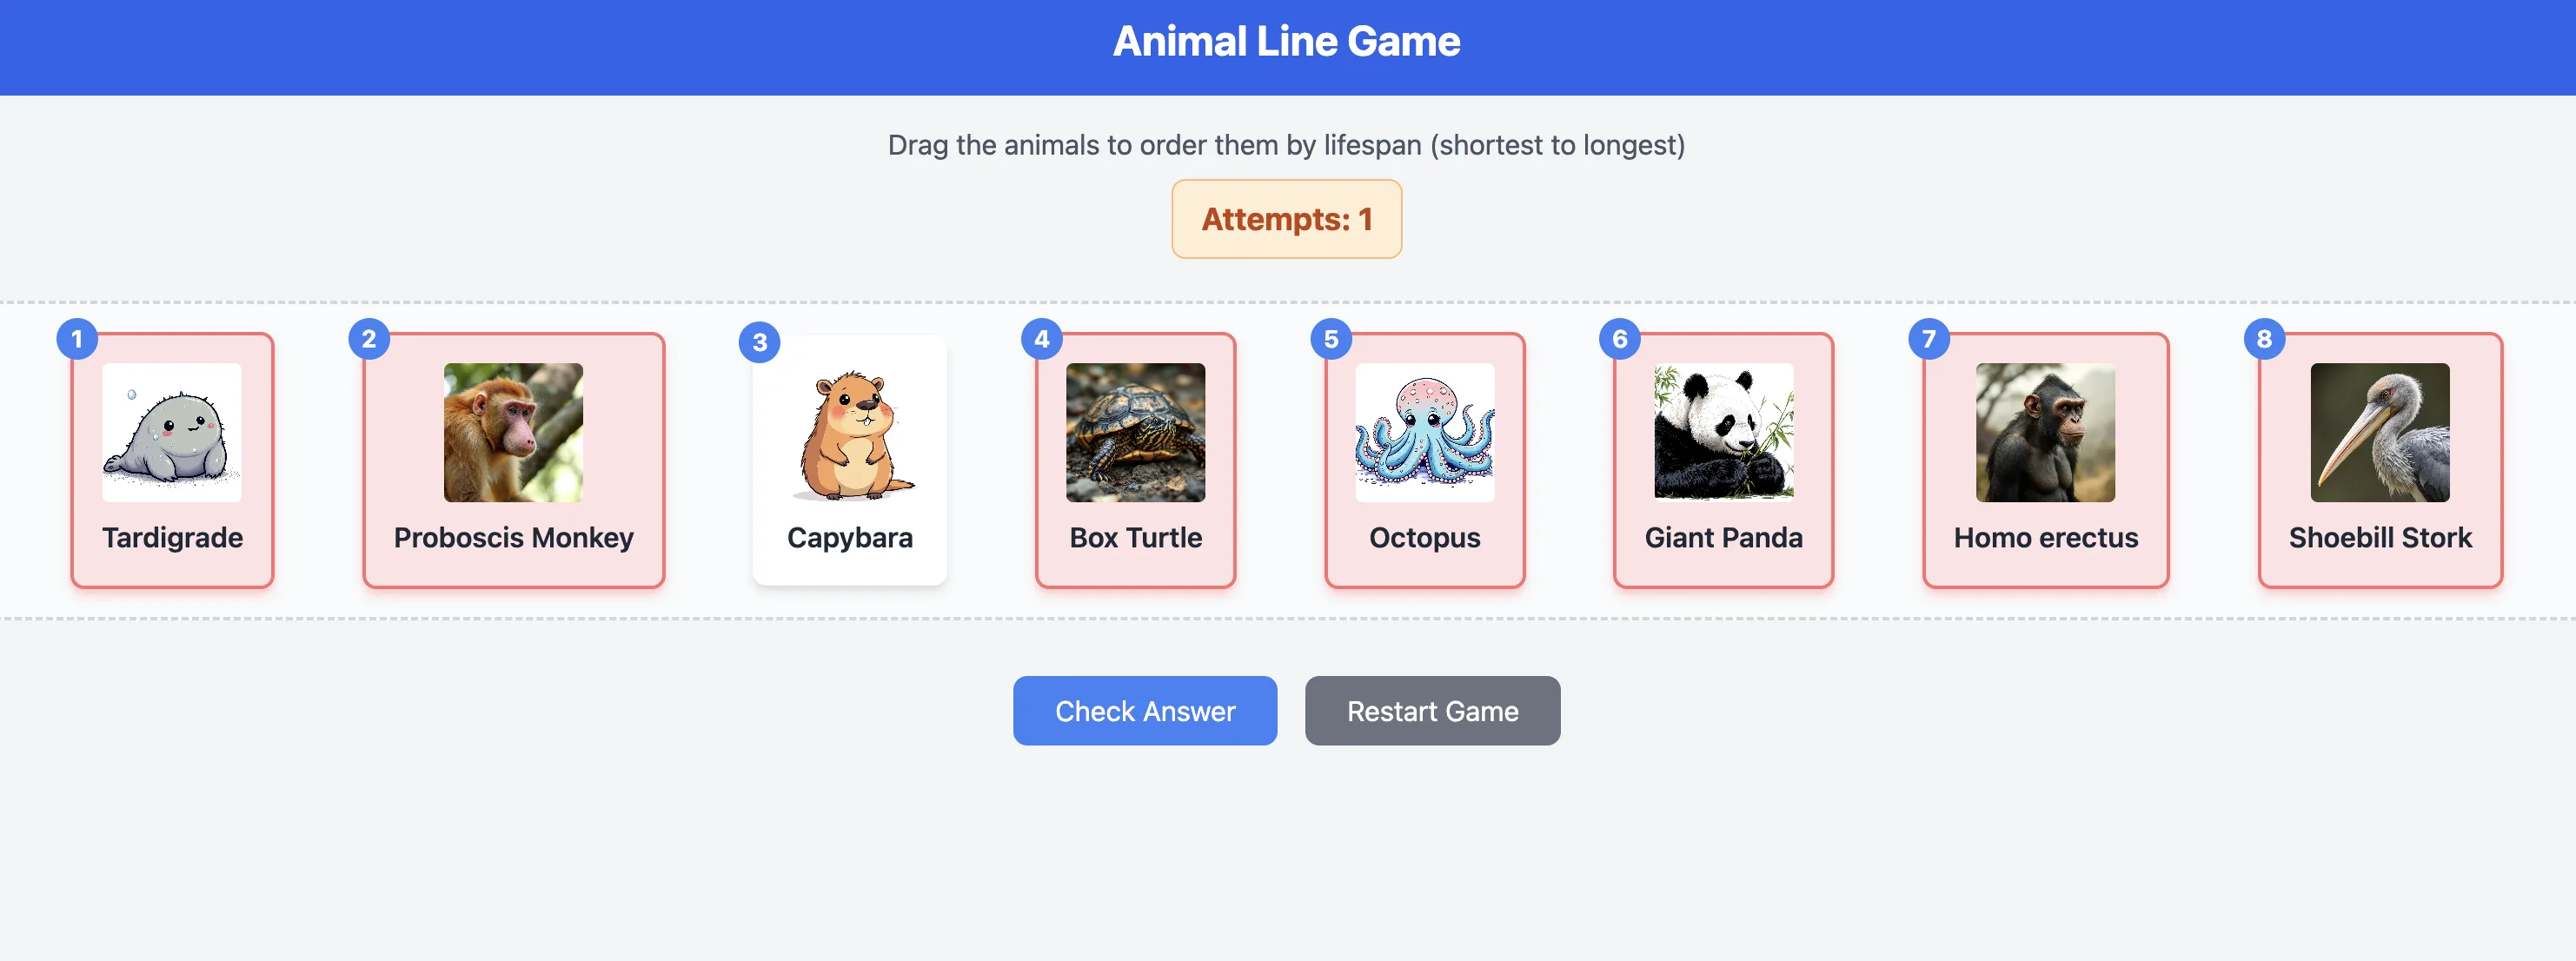 Animal Line Game
Drag the animals to order them by lifespan (shortest to longest)
Attempts: 1
1
Tardigrade
2
Proboscis Monkey
3
Capybara
4
Box Turtle
5
Octopus
6
Giant Panda
7
Homo erectus
8
Shoebill Stork
Check Answer
Restart Game